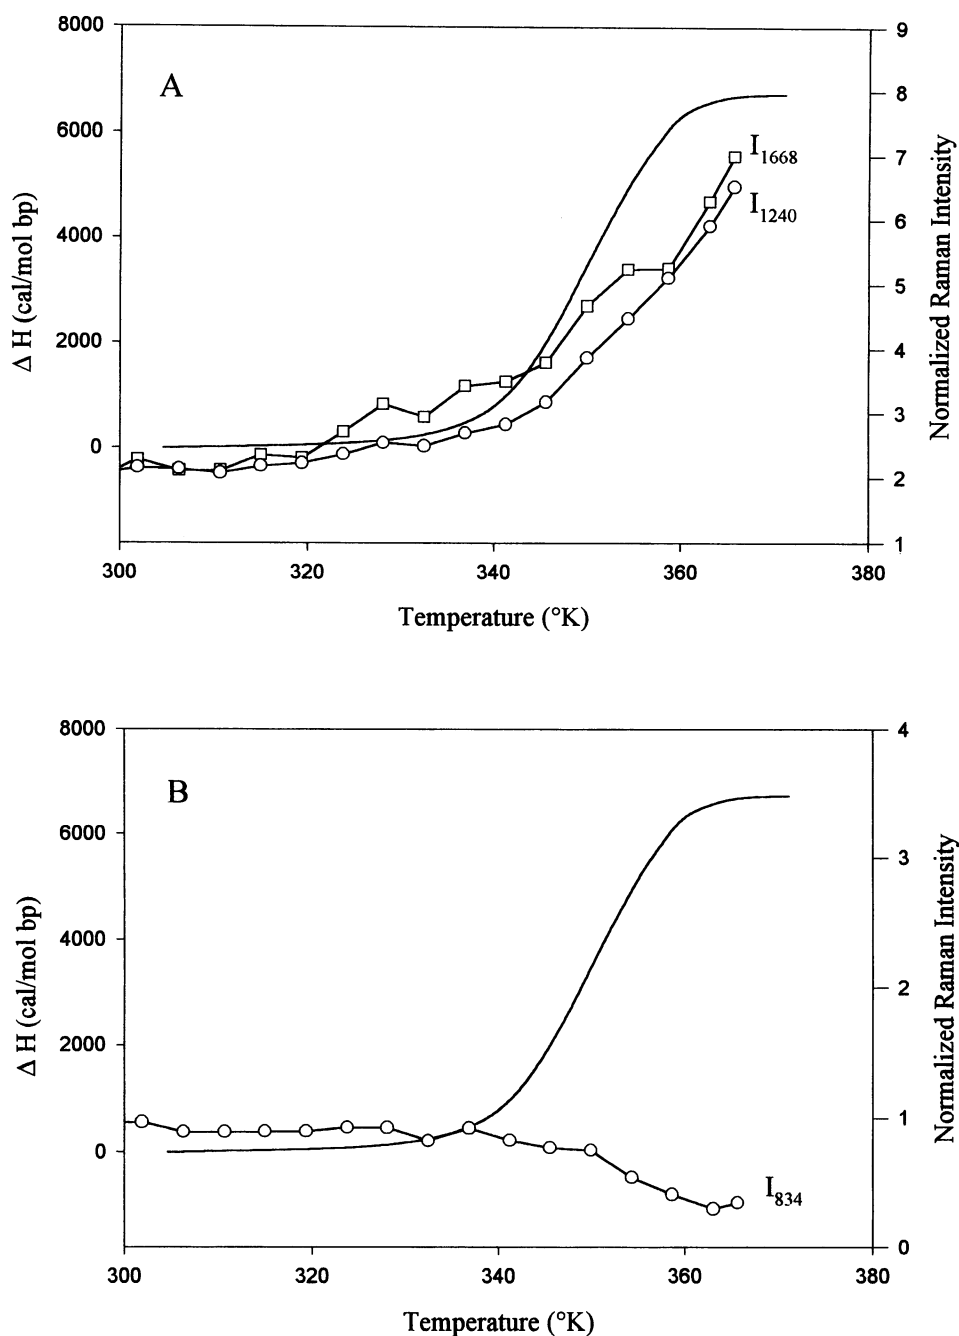 A
8000
6000
4000
2000
0
Δ H (cal/mol bp)
9
8
7
6
5
4
3
2
1
Normalized Raman Intensity
I1668
I1240
300 320 340 360 380
Temperature (°K)
B
8000
6000
4000
2000
0
Δ H (cal/mol bp)
4
3
2
1
0
Normalized Raman Intensity
I834
300 320 340 360 380
Temperature (°K)